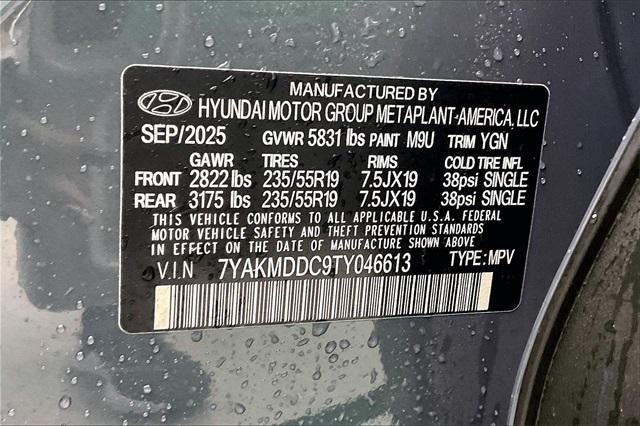 MANUFACTURED BY
HYUNDAI MOTOR GROUP METAPLANT-AMERICA, LLC
SEP/2025 GVWR 5831 lbs PAINT M9U TRIM YGN
GAWR TIRES RIMS COLD TIRE INFL
FRONT 2822 lbs 235/55R19 7.5JX19 38psi SINGLE
REAR 3175 lbs 235/55R19 7.5JX19 38psi SINGLE
THIS VEHICLE CONFORMS TO ALL APPLICABLE U.S.A. FEDERAL
MOTOR VEHICLE SAFETY AND THEFT PREVENTION STANDARDS
IN EFFECT ON THE DATE OF MANUFACTURE SHOWN ABOVE
V.I.N 7YAKMDDC9TY046613 TYPE: MPV